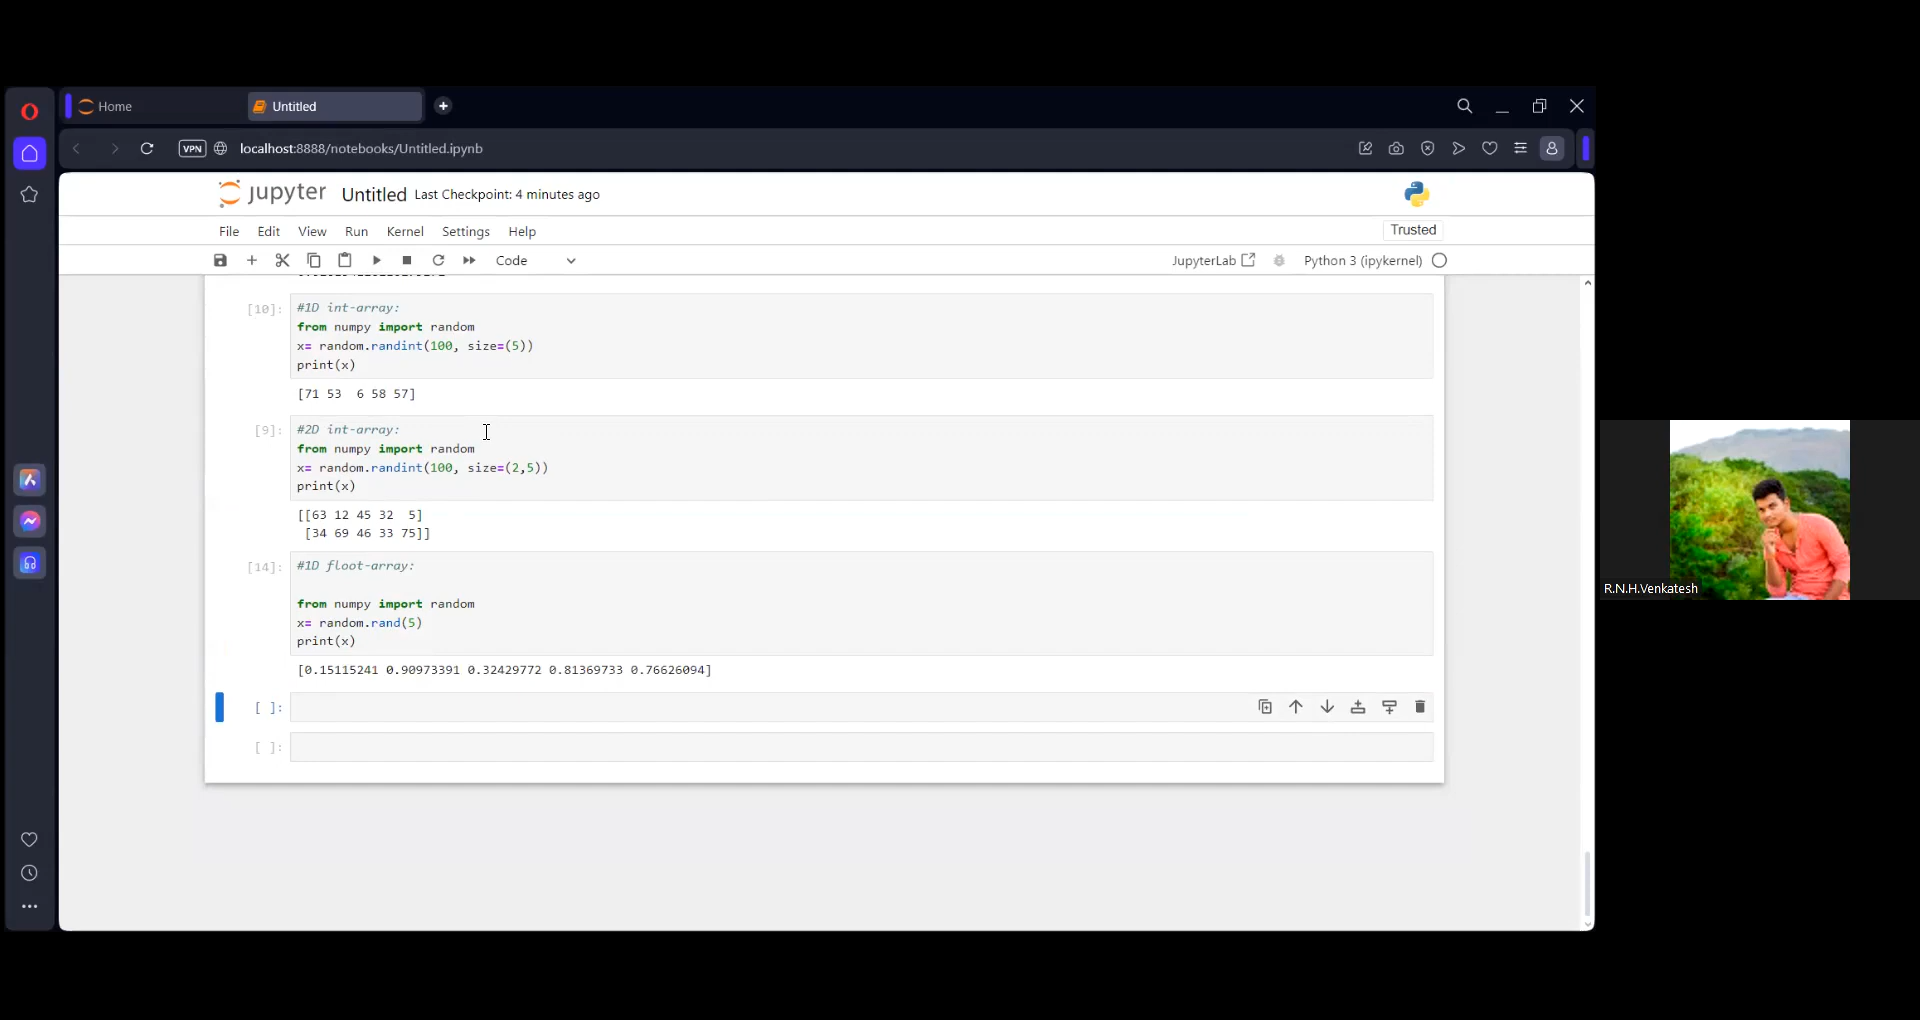 Home
Untitled
VPN
localhost:8888/notebooks/Untitled.ipynb
jupyter Untitled Last Checkpoint: 4 minutes ago
File Edit View Run Kernel Settings Help
Trusted
Code
JupyterLab
Python 3 (ipykernel)
[10]:
#1D int-array:
from numpy import random
x= random.randint(100, size=(5))
print(x)
[71 53  6 58 57]
[9]:
#2D int-array:
from numpy import random
x= random.randint(100, size=(2,5))
print(x)
[[63 12 45 32  5]
 [34 69 46 33 75]]
[14]:
#1D floot-array:
from numpy import random
x= random.rand(5)
print(x)
[0.15115241 0.90973391 0.32429772 0.81369733 0.76626094]
[ ]:
[ ]:
R.N.H.Venkatesh